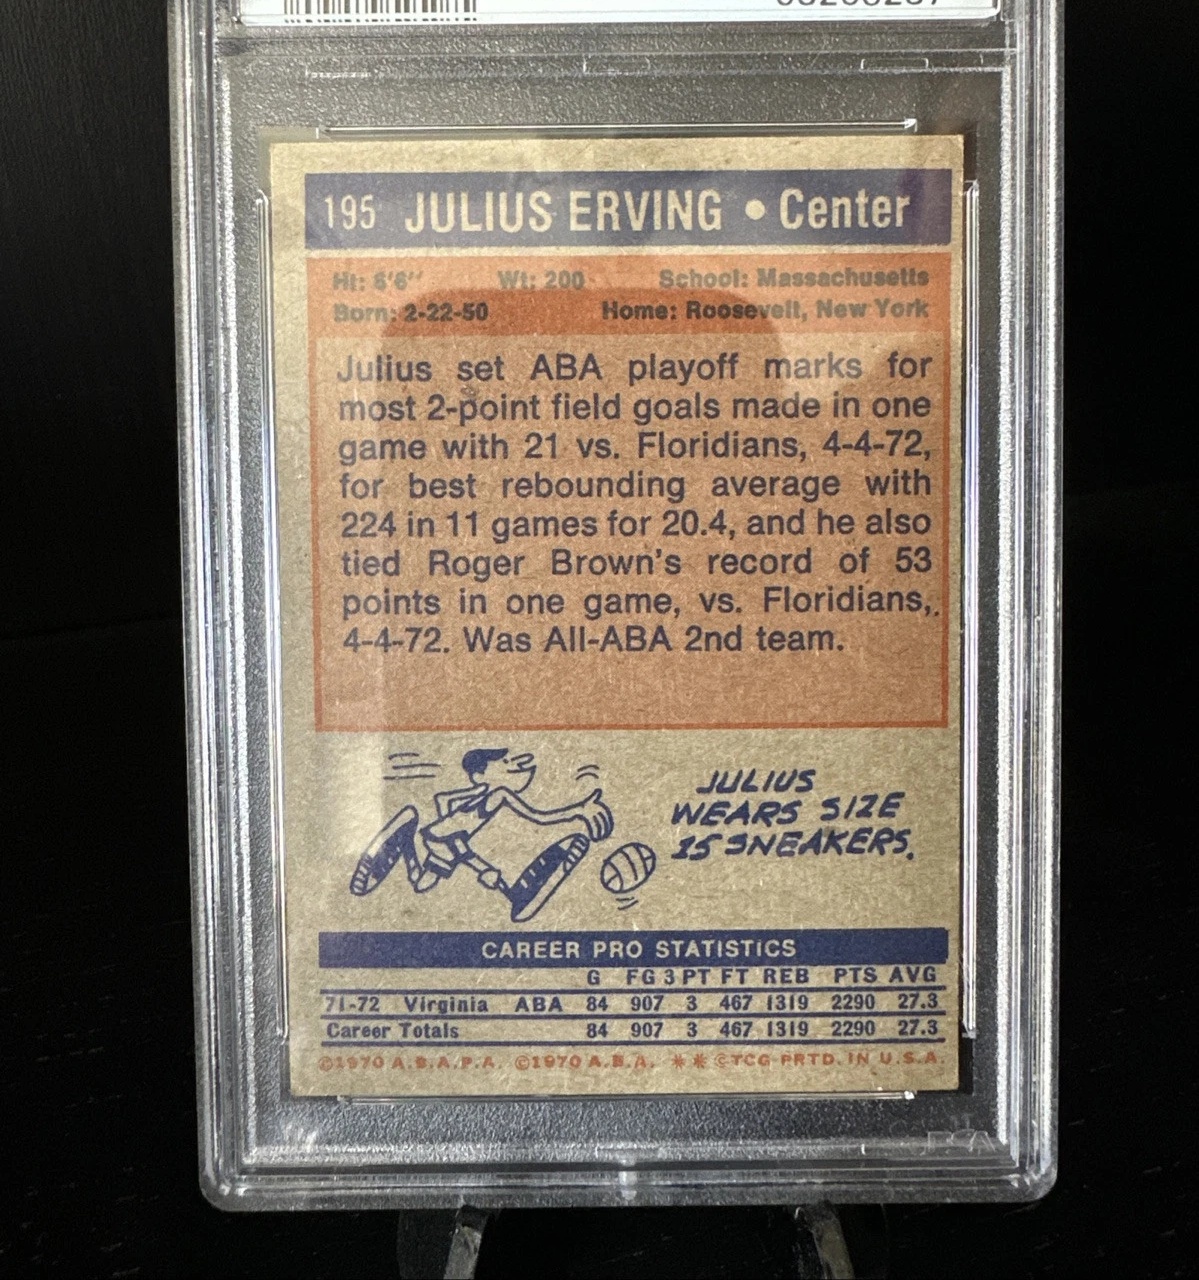 195 JULIUS ERVING • Center
Ht: 6'6'' Wt: 200 School: Massachusetts
Born: 2-22-50 Home: Roosevelt, New York
Julius set ABA playoff marks for
most 2-point field goals made in one
game with 21 vs. Floridians, 4-4-72,
for best rebounding average with
224 in 11 games for 20.4, and he also
tied Roger Brown's record of 53
points in one game, vs. Floridians,.
4-4-72. Was All-ABA 2nd team.
JULIUS
WEARS SIZE
15 SNEAKERS.
CAREER PRO STATISTICS
G FG 3PT FT REB PTS AVG
71-72 Virginia ABA 84 907 3 467 1319 2290 27.3
Career Totals 84 907 3 467 1319 2290 27.3
©1970 A.B.A.P.A. ©1970 A.B.A. ** ©TCG PRTD. IN U.S.A.
PSA